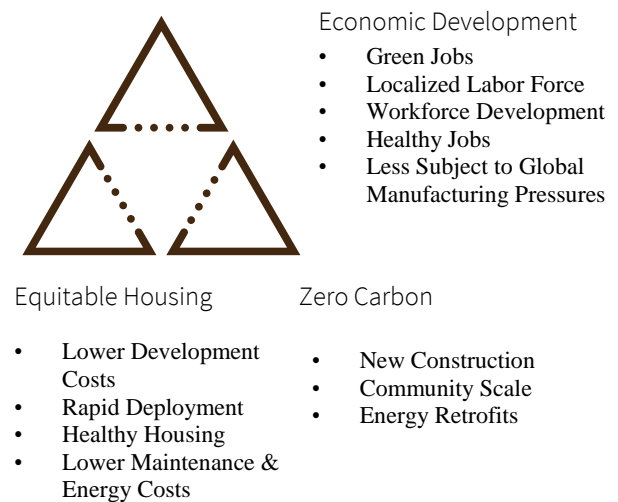 Economic Development
• Green Jobs
• Localized Labor Force
• Workforce Development
• Healthy Jobs
• Less Subject to Global
Manufacturing Pressures
Equitable Housing
• Lower Development
Costs
• Rapid Deployment
• Healthy Housing
• Lower Maintenance &
Energy Costs
Zero Carbon
• New Construction
• Community Scale
• Energy Retrofits